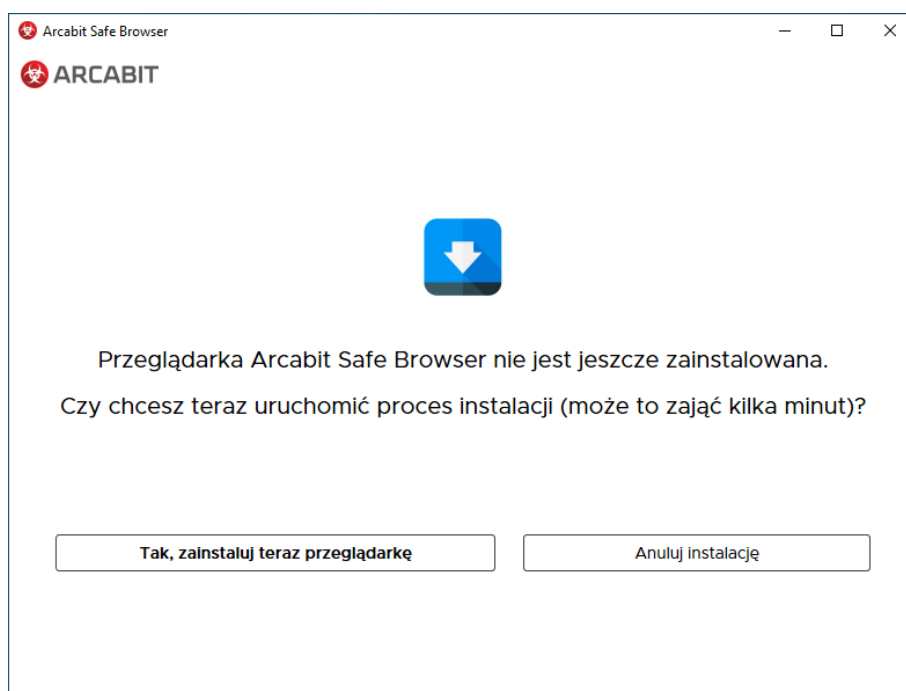 Arcabit Safe Browser
ARCABIT
Przeglądarka Arcabit Safe Browser nie jest jeszcze zainstalowana.
Czy chcesz teraz uruchomić proces instalacji (może to zająć kilka minut)?
Tak, zainstaluj teraz przeglądarkę
Anuluj instalację